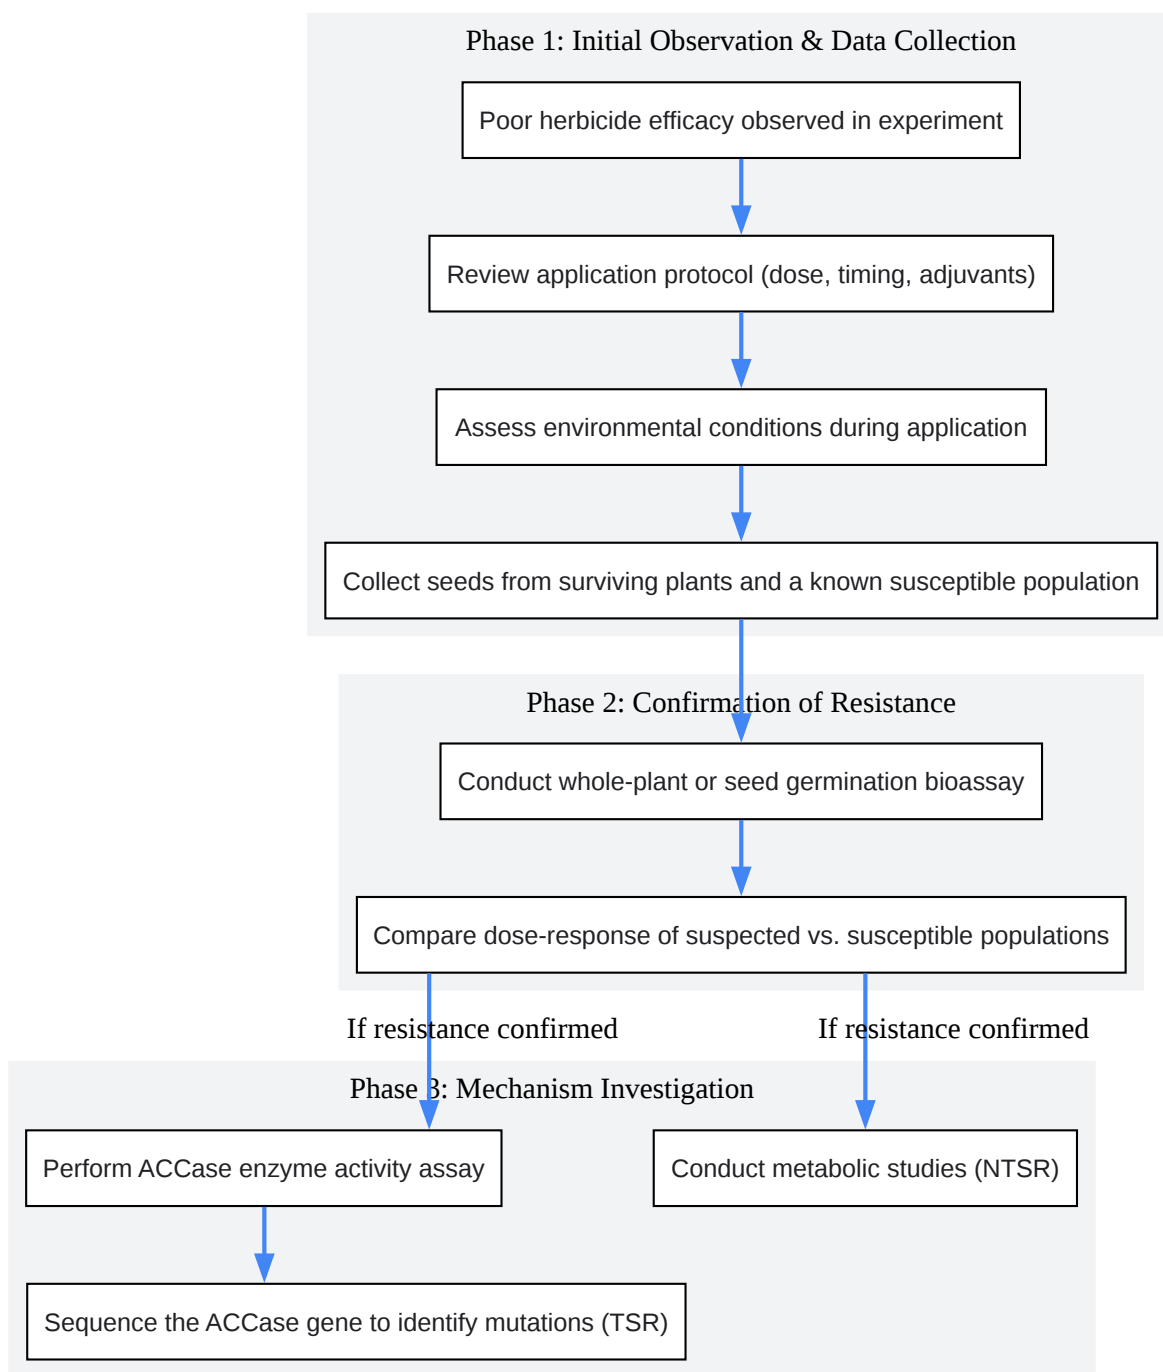 Phase 1: Initial Observation & Data Collection
Poor herbicide efficacy observed in experiment
Review application protocol (dose, timing, adjuvants)
Assess environmental conditions during application
Collect seeds from surviving plants and a known susceptible population
Phase 2: Confirmation of Resistance
Conduct whole-plant or seed germination bioassay
Compare dose-response of suspected vs. susceptible populations
If resistance confirmed
If resistance confirmed
Phase 3: Mechanism Investigation
Perform ACCase enzyme activity assay
Conduct metabolic studies (NTSR)
Sequence the ACCase gene to identify mutations (TSR)